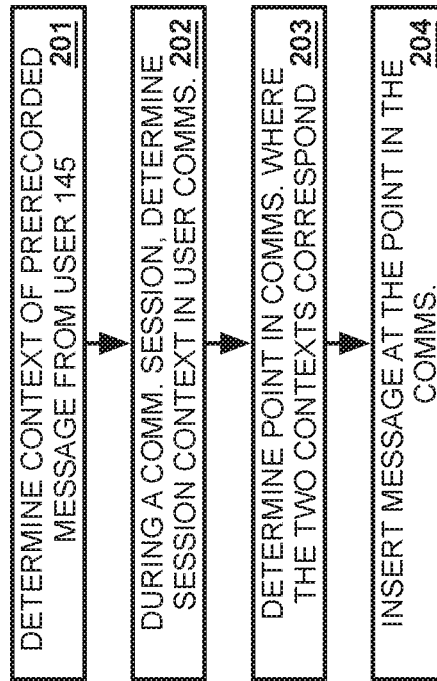 DETERMINE CONTEXT OF PRERECORDED
MESSAGE FROM USER 145 201
DURING A COMM. SESSION, DETERMINE
SESSION CONTEXT IN USER COMMS. 202
DETERMINE POINT IN COMMS. WHERE
THE TWO CONTEXTS CORRESPOND 203
INSERT MESSAGE AT THE POINT IN THE
COMMS. 204